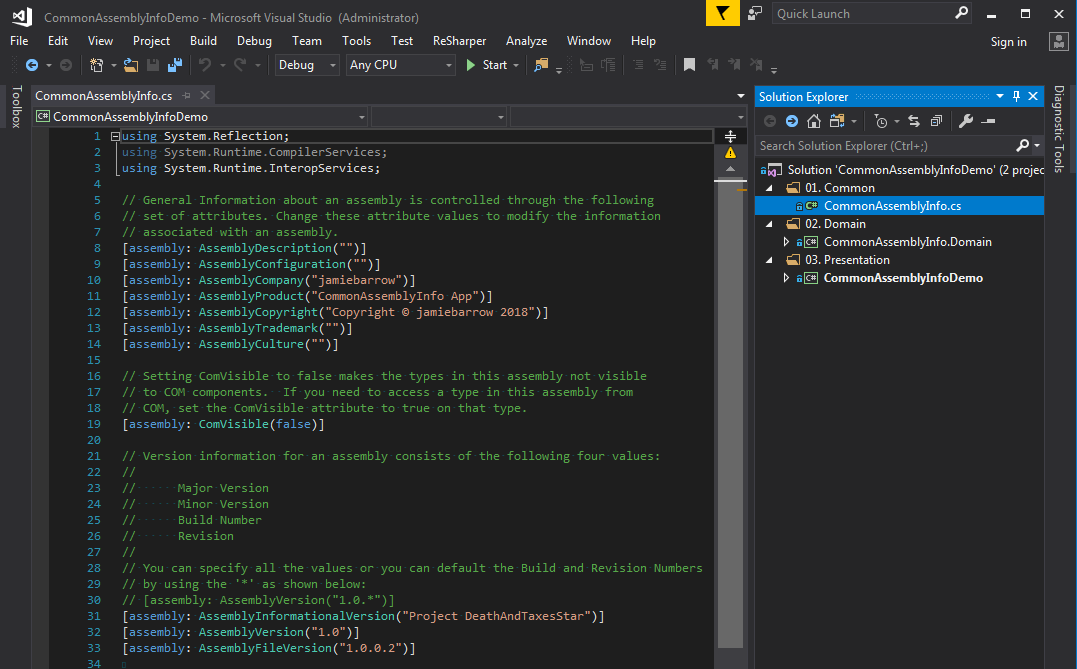 CommonAssemblyInfoDemo - Microsoft Visual Studio (Administrator)
Quick Launch
File Edit View Project Build Debug Team Tools Test ReSharper Analyze Window Help
Sign in
Debug Any CPU Start
Toolbox
CommonAssemblyInfo.cs
C# CommonAssemblyInfoDemo
1 using System.Reflection;
2 using System.Runtime.CompilerServices;
3 using System.Runtime.InteropServices;
4
5 // General Information about an assembly is controlled through the following
6 // set of attributes. Change these attribute values to modify the information
7 // associated with an assembly.
8 [assembly: AssemblyDescription("")]
9 [assembly: AssemblyConfiguration("")]
10 [assembly: AssemblyCompany("jamiebarrow")]
11 [assembly: AssemblyProduct("CommonAssemblyInfo App")]
12 [assembly: AssemblyCopyright("Copyright © jamiebarrow 2018")]
13 [assembly: AssemblyTrademark("")]
14 [assembly: AssemblyCulture("")]
15
16 // Setting ComVisible to false makes the types in this assembly not visible
17 // to COM components.  If you need to access a type in this assembly from
18 // COM, set the ComVisible attribute to true on that type.
19 [assembly: ComVisible(false)]
20
21 // Version information for an assembly consists of the following four values:
22 //
23 //      Major Version
24 //      Minor Version
25 //      Build Number
26 //      Revision
27 //
28 // You can specify all the values or you can default the Build and Revision Numbers
29 // by using the '*' as shown below:
30 // [assembly: AssemblyVersion("1.0.*")]
31 [assembly: AssemblyInformationalVersion("Project DeathAndTaxesStar")]
32 [assembly: AssemblyVersion("1.0")]
33 [assembly: AssemblyFileVersion("1.0.0.2")]
34
Solution Explorer
Search Solution Explorer (Ctrl+;)
Solution 'CommonAssemblyInfoDemo' (2 projec
01. Common
C# CommonAssemblyInfo.cs
02. Domain
C# CommonAssemblyInfo.Domain
03. Presentation
C# CommonAssemblyInfoDemo
Diagnostic Tools